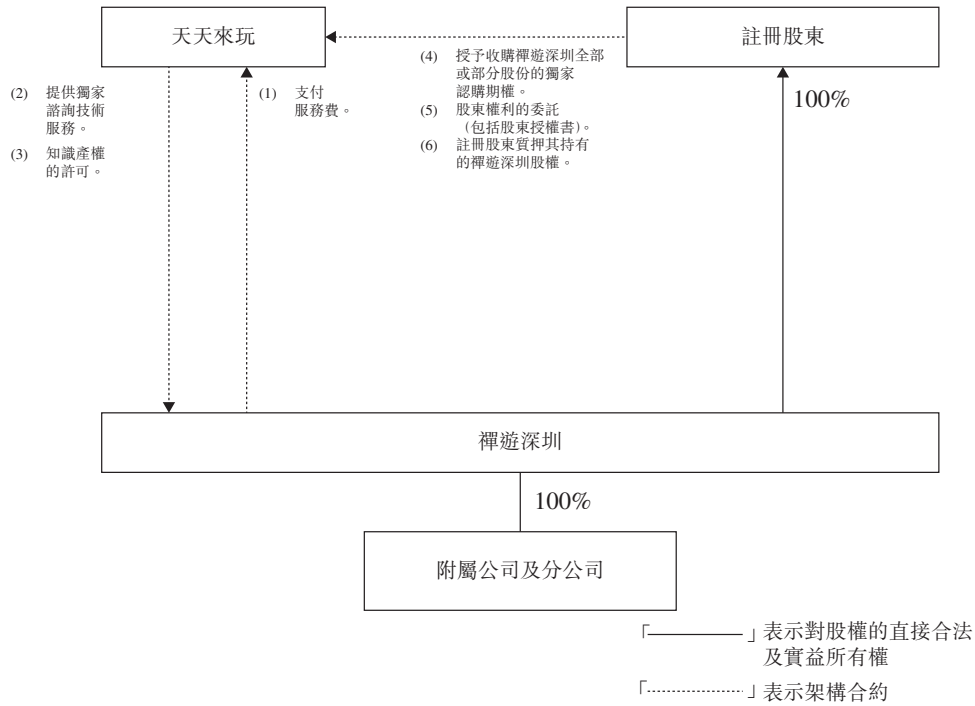 天天來玩
註冊股東
(4) 授予收購禪遊深圳全部
或部分股份的獨家
認購期權。
(5) 股東權利的委託
（包括股東授權書）。
(6) 註冊股東質押其持有
的禪遊深圳股權。
100%
(2) 提供獨家
諮詢技術
服務。
(3) 知識產權
的許可。
(1) 支付
服務費。
禪遊深圳
100%
附屬公司及分公司
「 」表示對股權的直接合法
及實益所有權
「 」表示架構合約